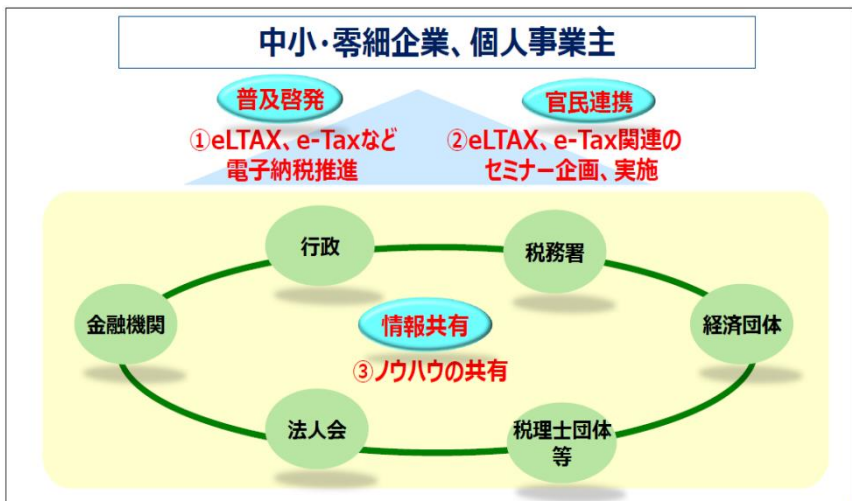 中小・零細企業、個人事業主
普及啓発
①eLTAX、e-Taxなど
電子納税推進
官民連携
②eLTAX、e-Tax関連の
セミナー企画、実施
行政
税務署
金融機関
経済団体
情報共有
③ノウハウの共有
法人会
税理士団体
等